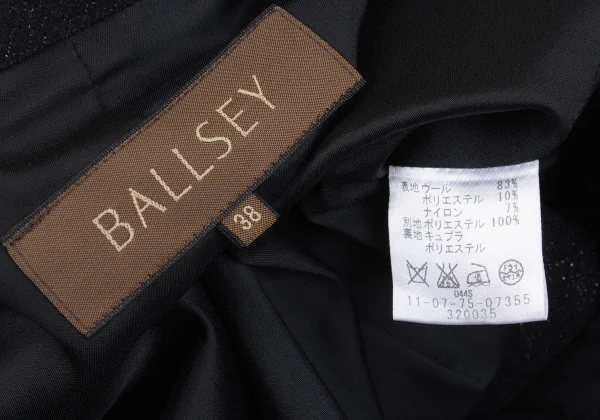 BALLSEY
38
表地ウール 83%
ポリエステル 10%
ナイロン 7%
別地ポリエステル 100%
裏地キュプラ
ポリエステル
044S
11-07-75-07355
320035